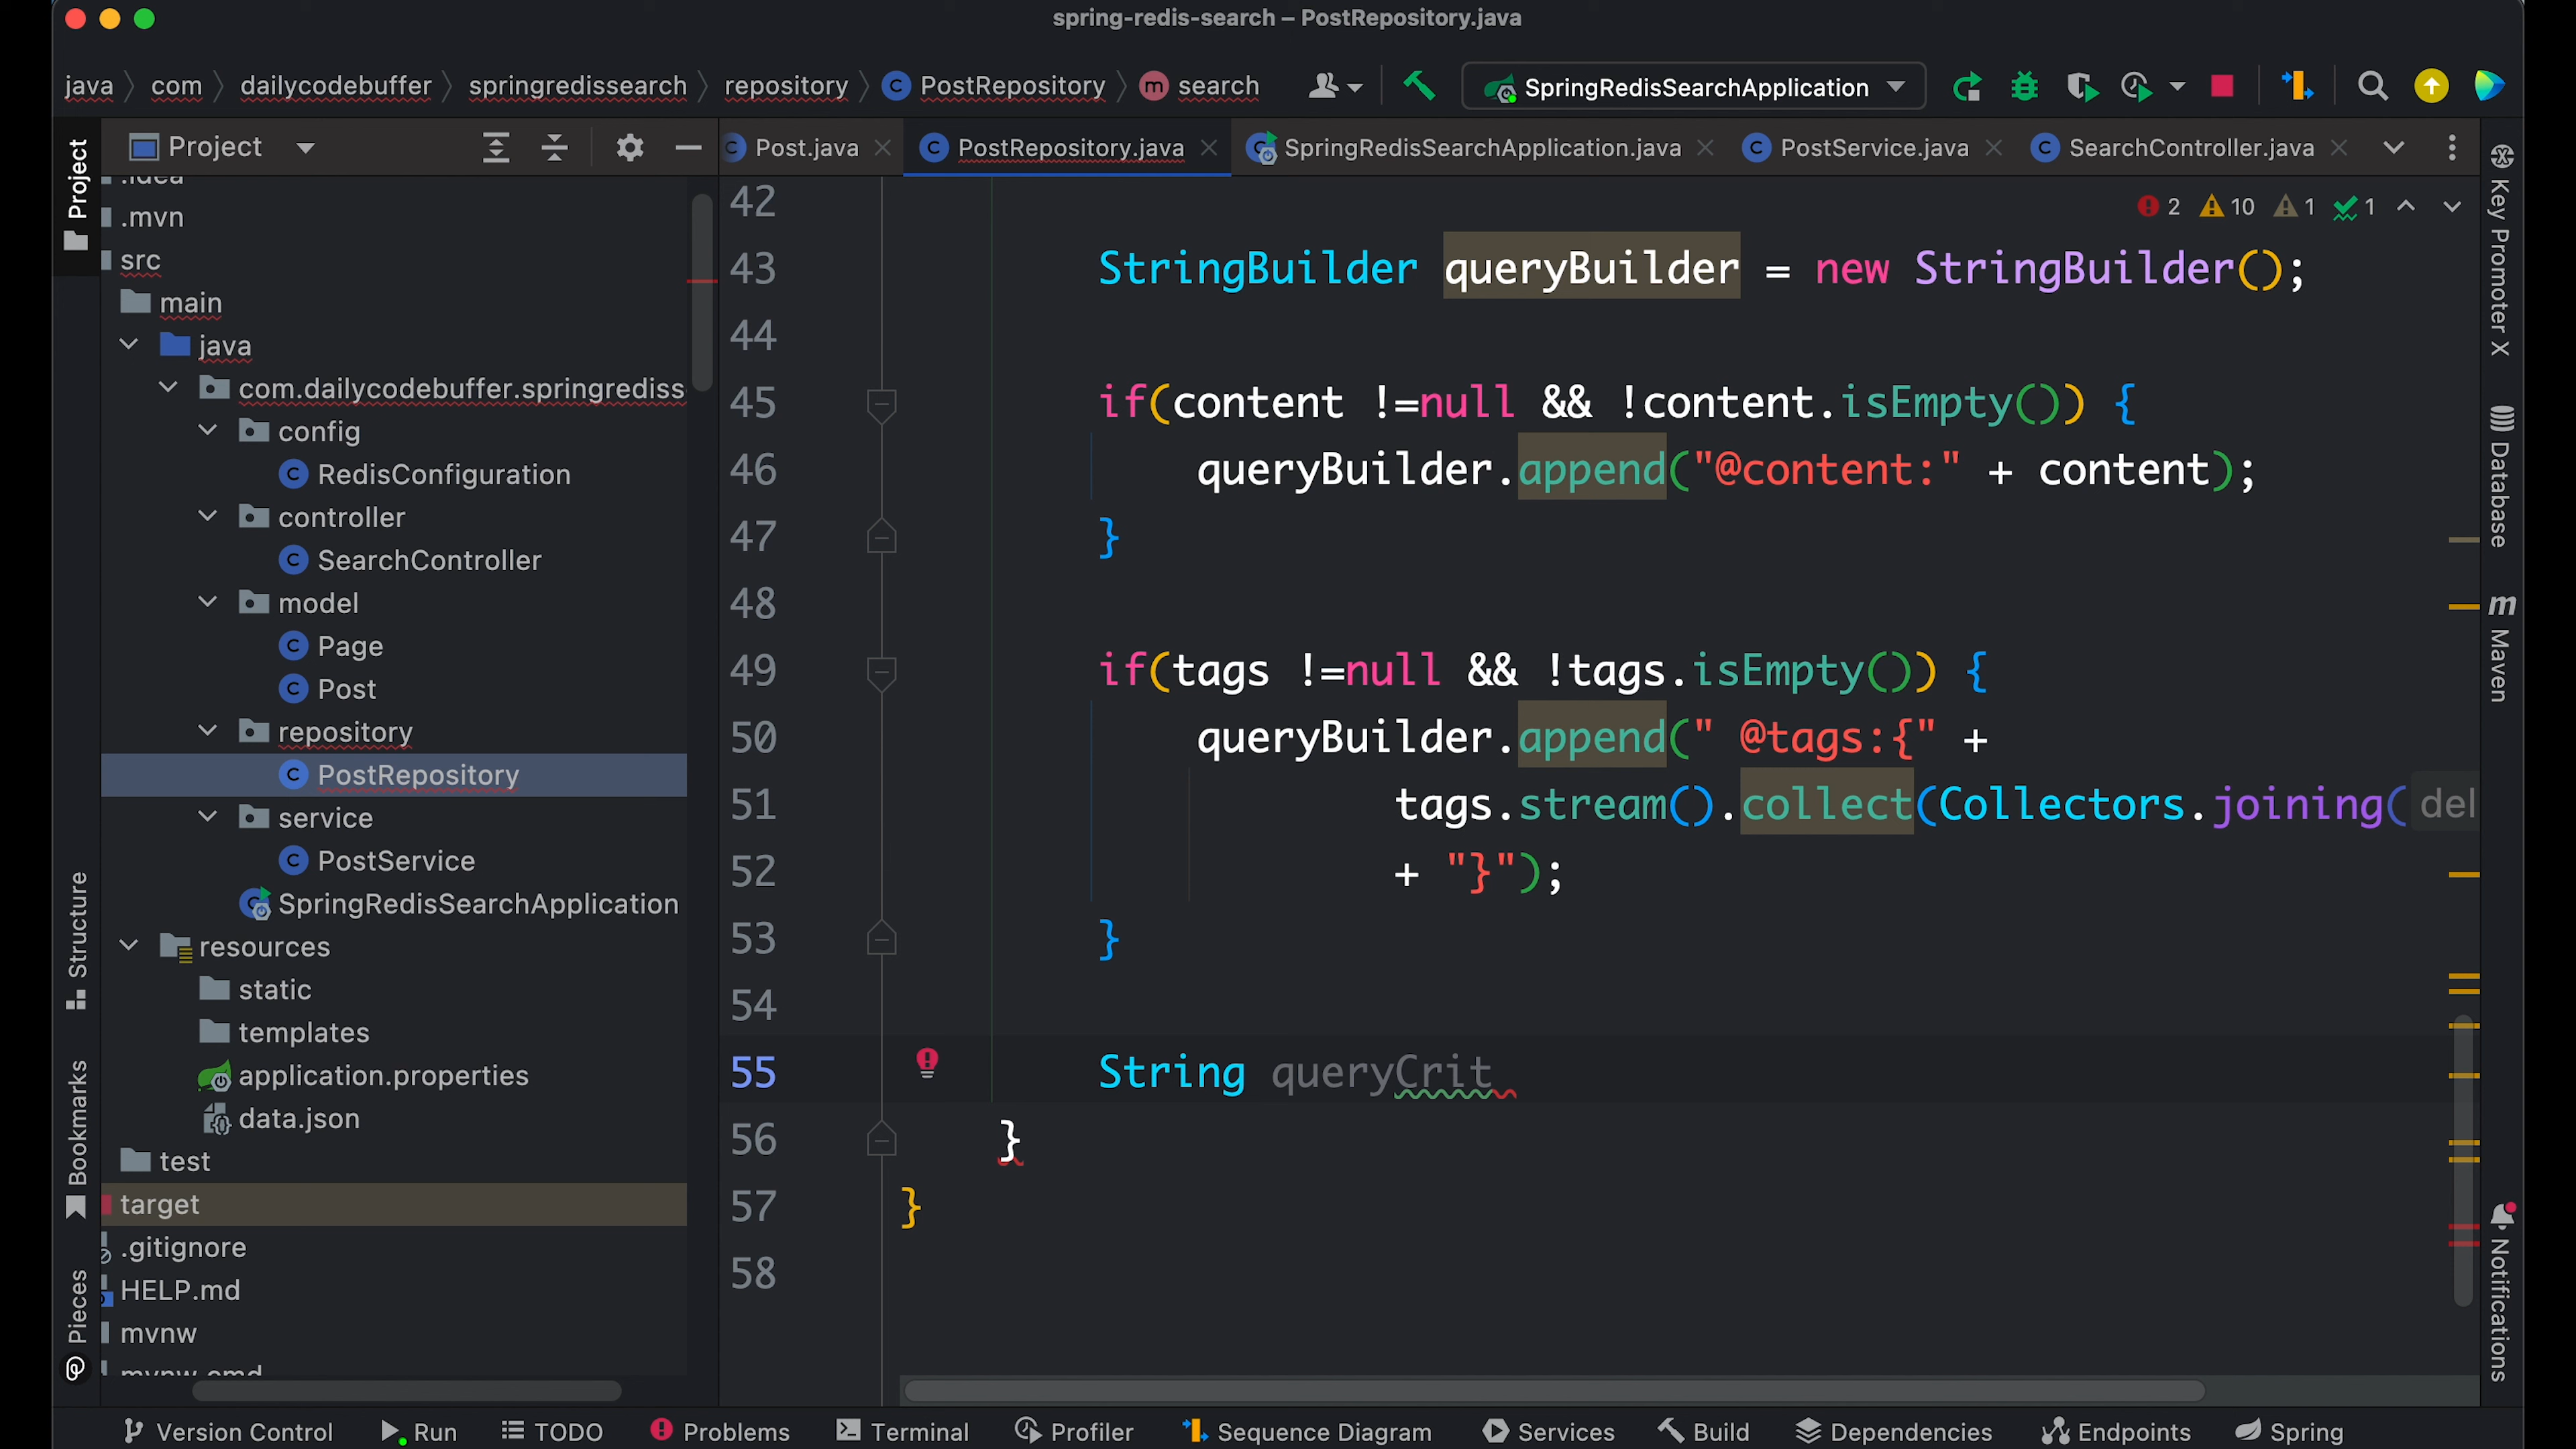 spring-redis-search – PostRepository.java
java com dailycodebuffer springredissearch repository PostRepository search SpringRedisSearchApplication
Project
Post.java PostRepository.java SpringRedisSearchApplication.java PostService.java SearchController.java
2 10 1 1
.idea
.mvn
src
main
java
com.dailycodebuffer.springrediss
config
RedisConfiguration
controller
SearchController
model
Page
Post
repository
PostRepository
service
PostService
SpringRedisSearchApplication
resources
static
templates
application.properties
data.json
test
target
.gitignore
HELP.md
mvnw
mvnw.cmd
42
43 StringBuilder queryBuilder = new StringBuilder();
44
45 if(content !=null && !content.isEmpty()) {
46 queryBuilder.append("@content:" + content);
47 }
48
49 if(tags !=null && !tags.isEmpty()) {
50 queryBuilder.append(" @tags:{" +
51 tags.stream().collect(Collectors.joining( del
52 + "}");
53 }
54
55 String queryCrit
56 }
57 }
58
Project
Structure
Bookmarks
Pieces
Key Promoter X
Database
m
Maven
Notifications
Version Control Run TODO Problems Terminal Profiler Sequence Diagram Services Build Dependencies Endpoints Spring